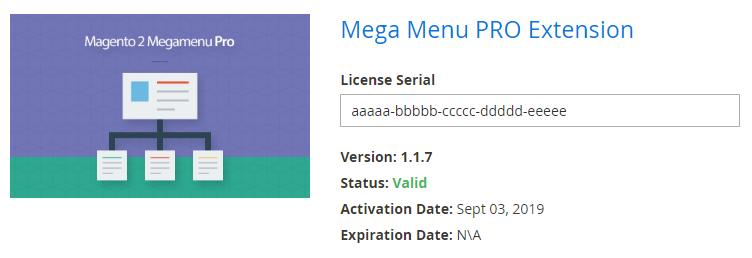 Magento 2 Megamenu Pro
Mega Menu PRO Extension
License Serial
aaaaa-bbbbb-ccccc-ddddd-eeeee
Version: 1.1.7
Status: Valid
Activation Date: Sept 03, 2019
Expiration Date: N\A